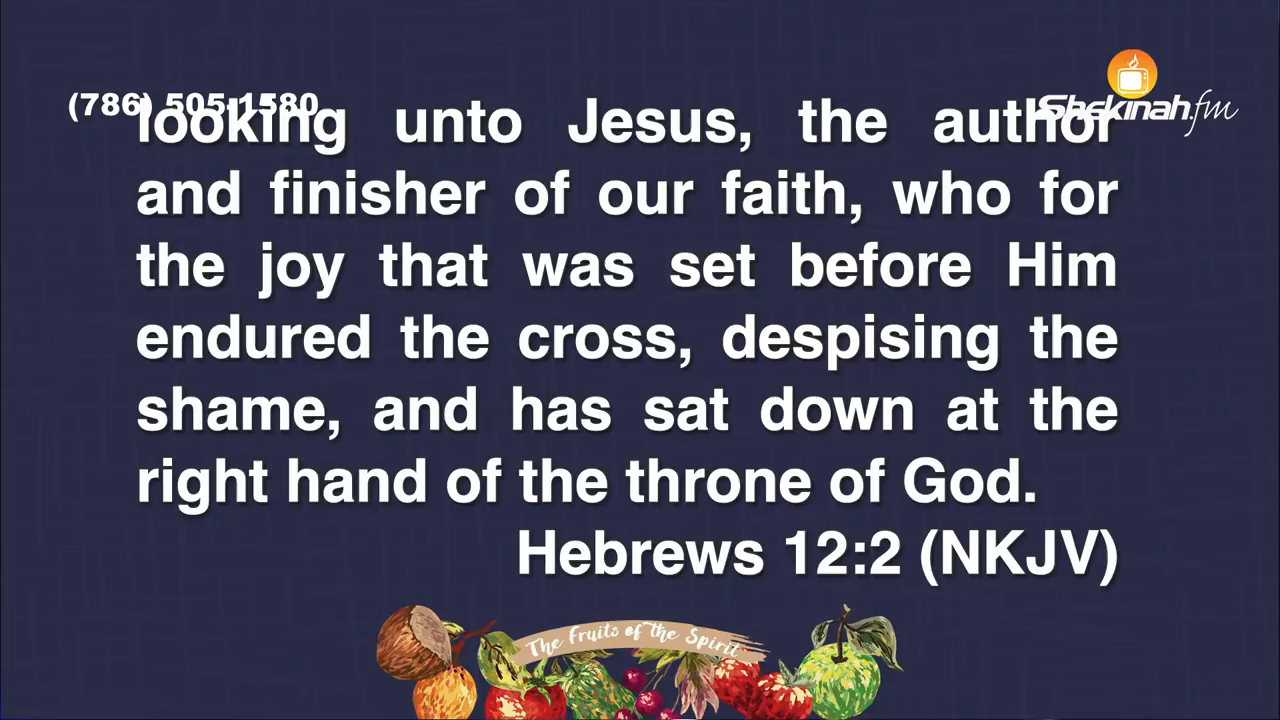 (786) 505-1580
Shekinah.fm
looking unto Jesus, the author
and finisher of our faith, who for
the joy that was set before Him
endured the cross, despising the
shame, and has sat down at the
right hand of the throne of God.
Hebrews 12:2 (NKJV)
The Fruits of the Spirit